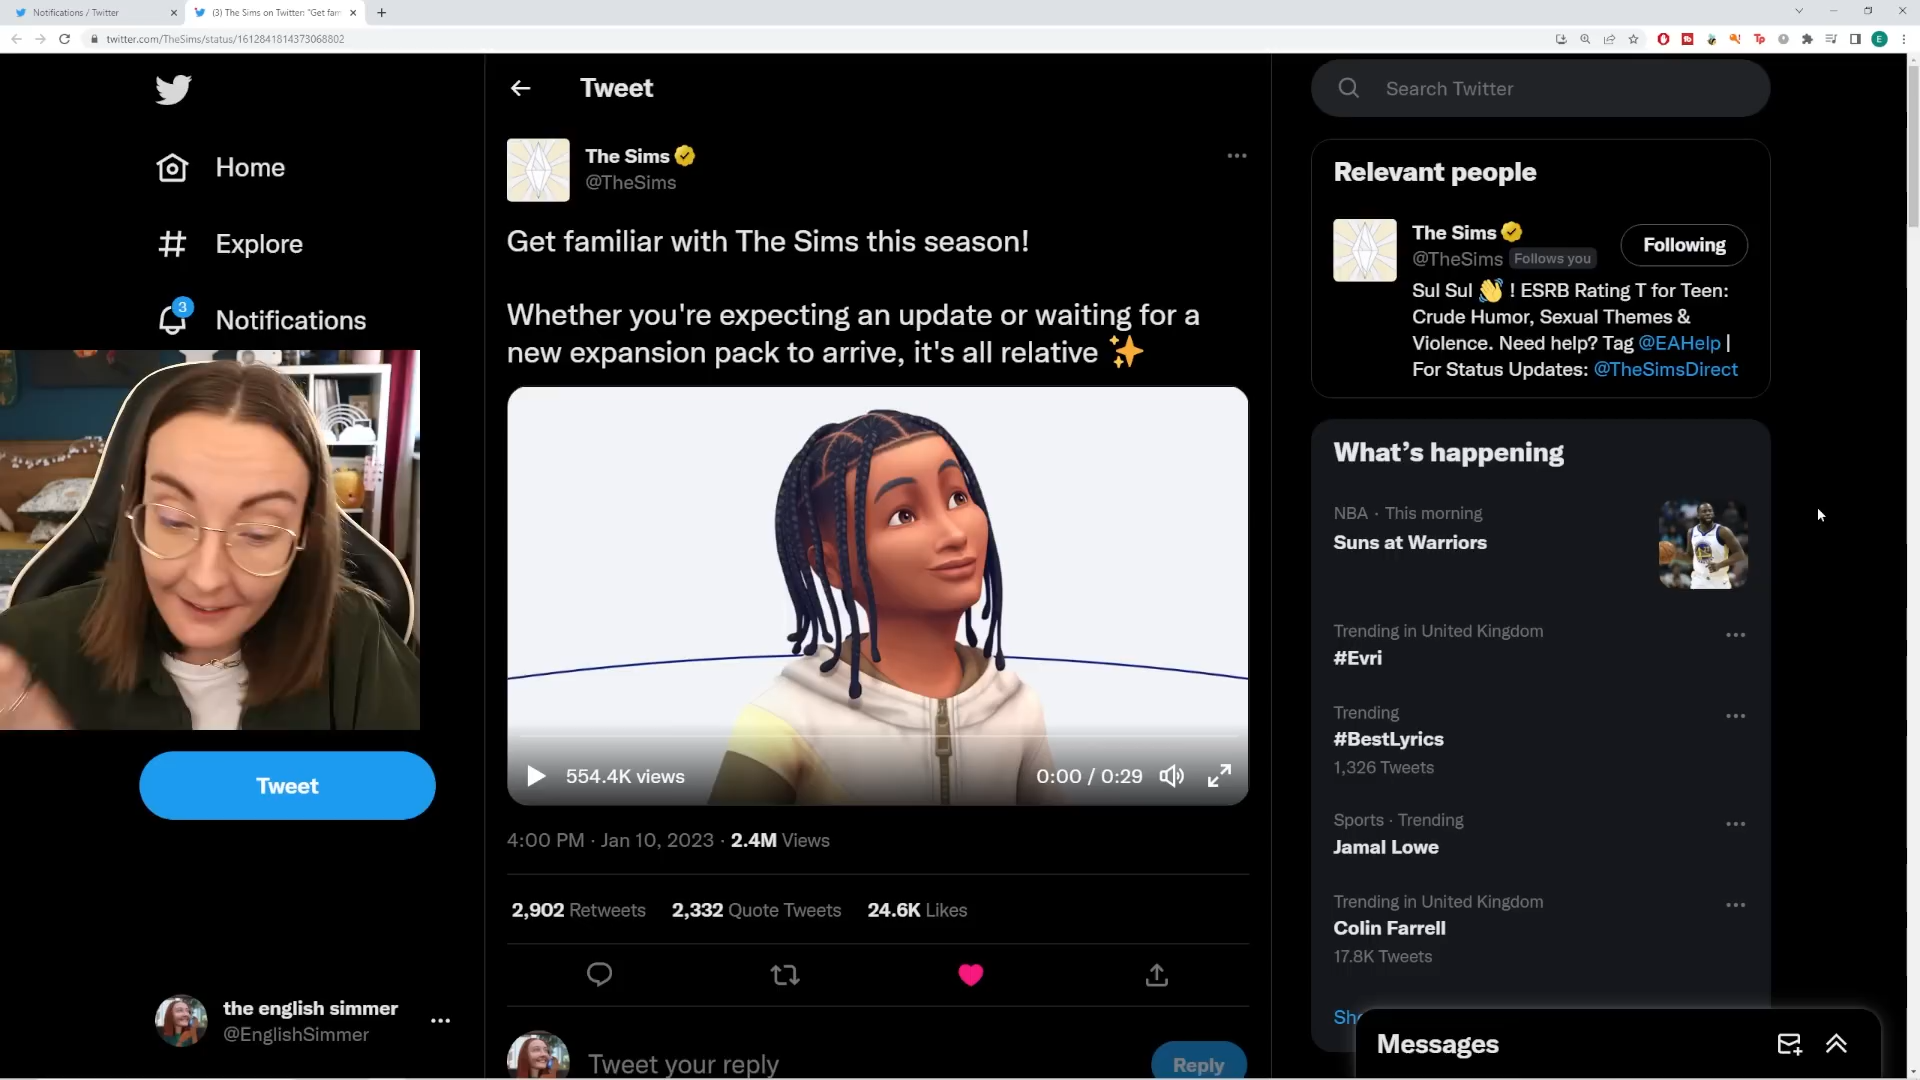 Notifications / Twitter
(3) The Sims on Twitter: "Get fam
twitter.com/TheSims/status/1612841814373068802
E
Home
Explore
3
Notifications
Tweet
the english simmer
@EnglishSimmer
Tweet
The Sims
@TheSims
Get familiar with The Sims this season!
Whether you're expecting an update or waiting for a
new expansion pack to arrive, it's all relative ✨
554.4K views
0:00 / 0:29
4:00 PM · Jan 10, 2023 · 2.4M Views
2,902 Retweets 2,332 Quote Tweets 24.6K Likes
Tweet your reply
Reply
Search Twitter
Relevant people
The Sims
@TheSims Follows you
Following
Sul Sul 👋 ! ESRB Rating T for Teen:
Crude Humor, Sexual Themes &
Violence. Need help? Tag @EAHelp |
For Status Updates: @TheSimsDirect
What's happening
NBA · This morning
Suns at Warriors
Trending in United Kingdom
#Evri
Trending
#BestLyrics
1,326 Tweets
Sports · Trending
Jamal Lowe
Trending in United Kingdom
Colin Farrell
17.8K Tweets
Messages